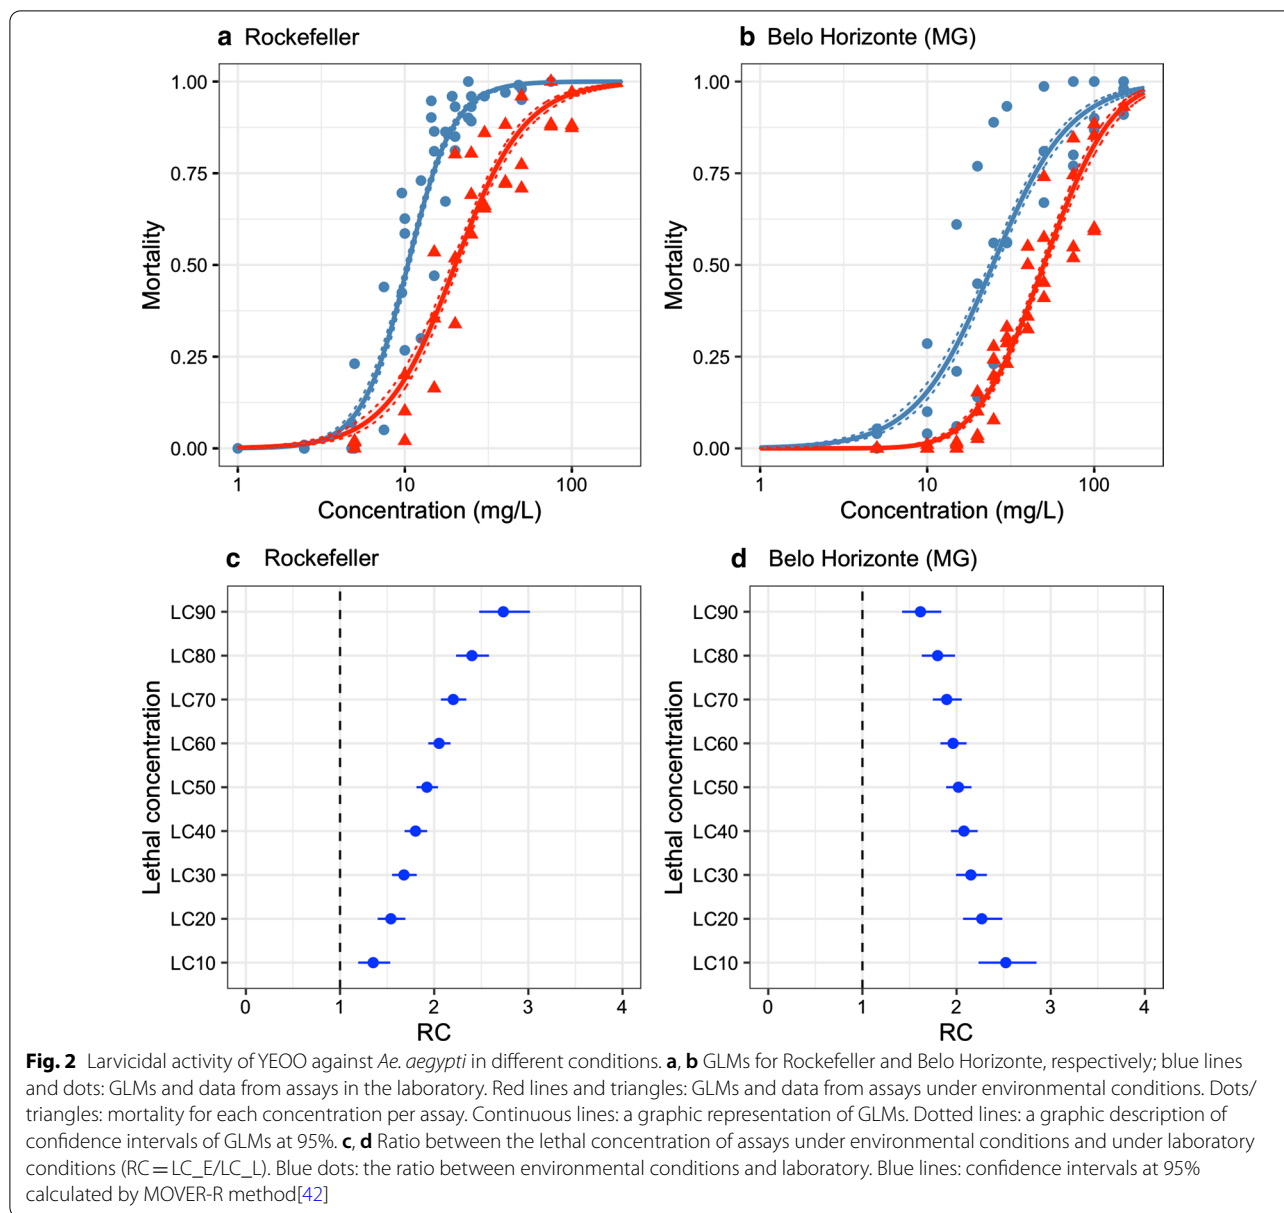 a Rockefeller
b Belo Horizonte (MG)
1.00
0.75
0.50
0.25
0.00
Mortality
1 10 100
Concentration (mg/L)
1.00
0.75
0.50
0.25
0.00
Mortality
1 10 100
Concentration (mg/L)
c Rockefeller
d Belo Horizonte (MG)
LC90
LC80
LC70
LC60
LC50
LC40
LC30
LC20
LC10
Lethal concentration
0 1 2 3 4
RC
LC90
LC80
LC70
LC60
LC50
LC40
LC30
LC20
LC10
Lethal concentration
0 1 2 3 4
RC
Fig. 2 Larvicidal activity of YEOO against Ae. aegypti in different conditions. a, b GLMs for Rockefeller and Belo Horizonte, respectively; blue lines
and dots: GLMs and data from assays in the laboratory. Red lines and triangles: GLMs and data from assays under environmental conditions. Dots/
triangles: mortality for each concentration per assay. Continuous lines: a graphic representation of GLMs. Dotted lines: a graphic description of
confidence intervals of GLMs at 95%. c, d Ratio between the lethal concentration of assays under environmental conditions and under laboratory
conditions (RC = LC_E/LC_L). Blue dots: the ratio between environmental conditions and laboratory. Blue lines: confidence intervals at 95%
calculated by MOVER-R method[42]